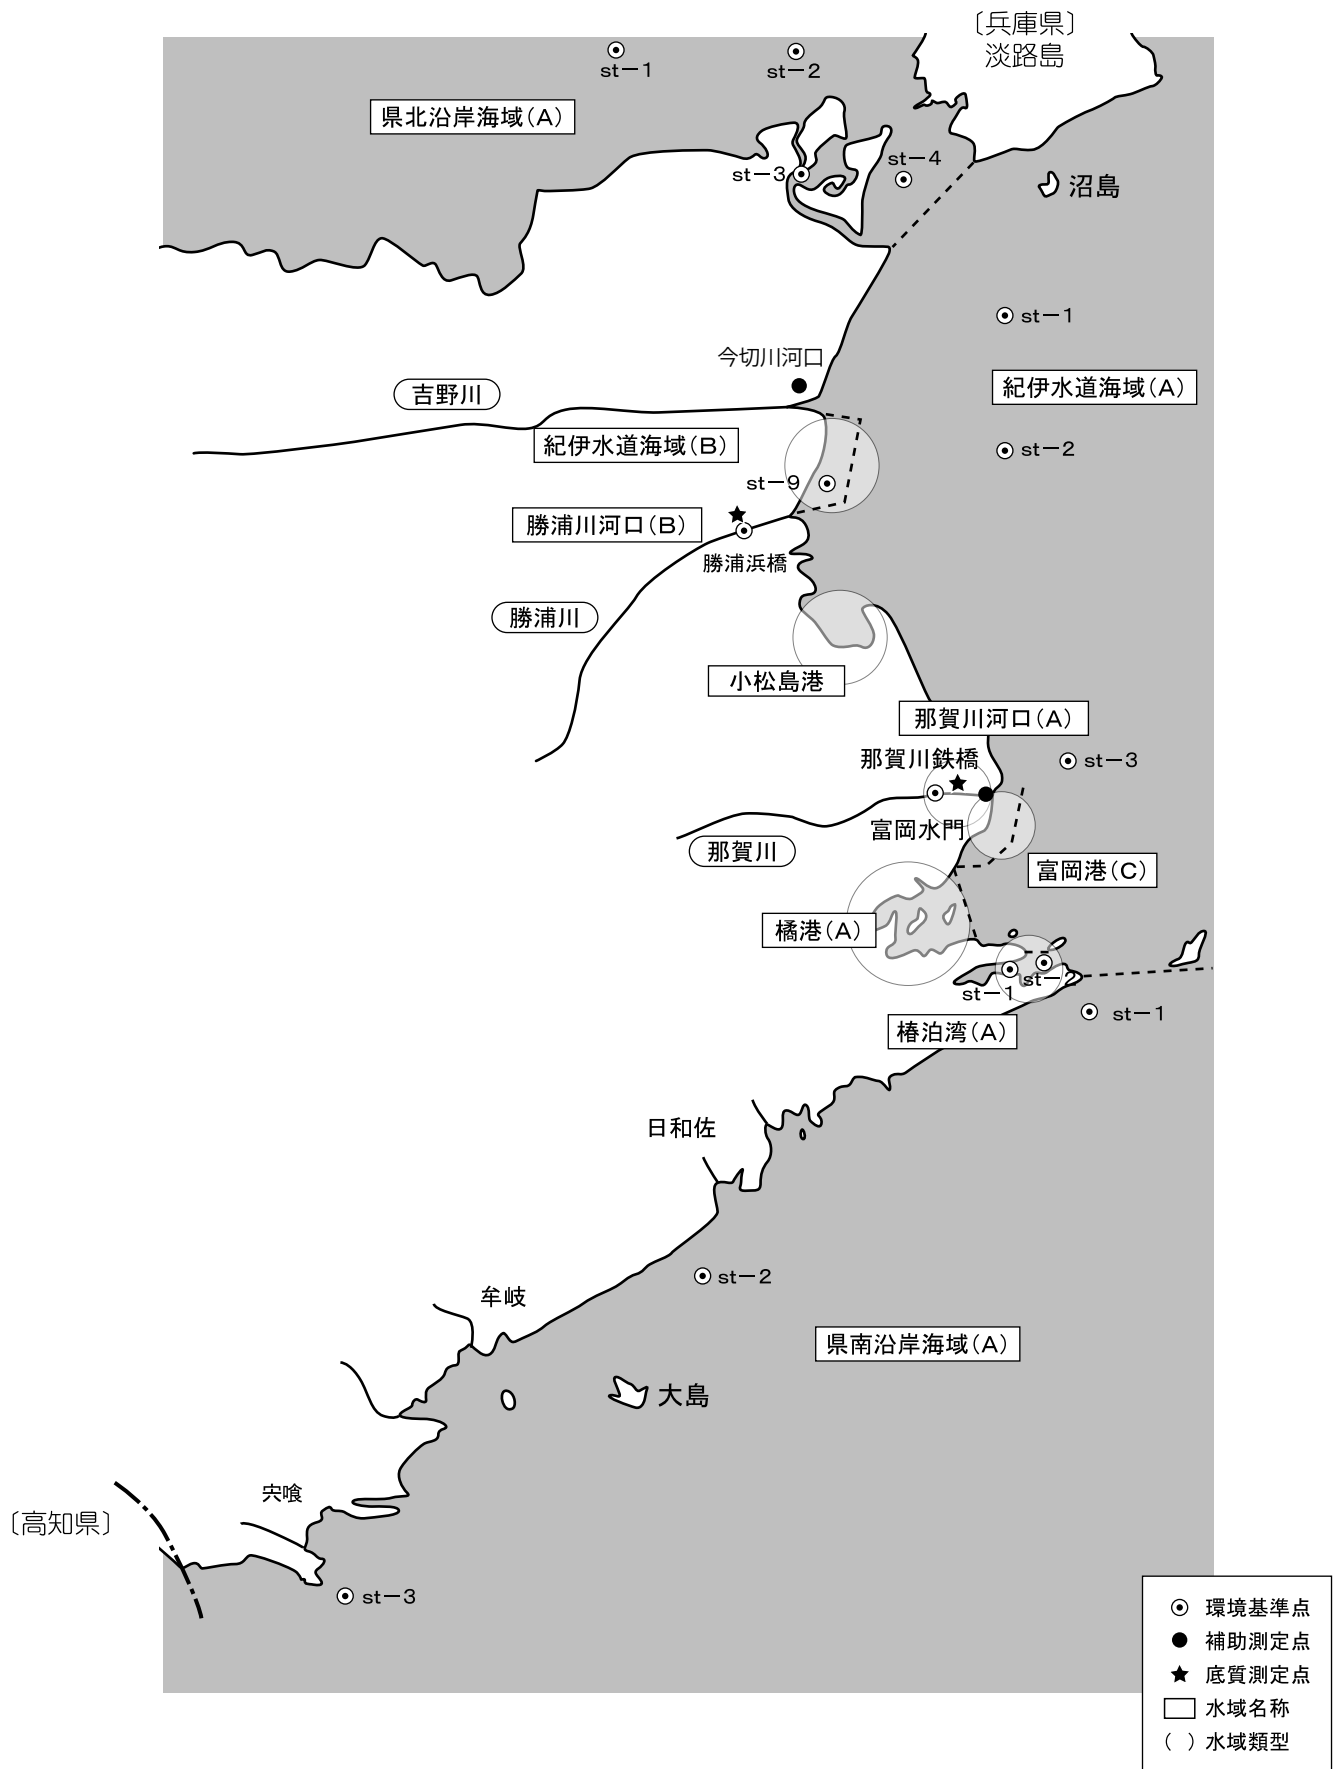 〔兵庫県〕
淡路島
st−1
st−2
県北沿岸海域(A)
st−3
st−4
沼島
st−1
今切川河口
吉野川
紀伊水道海域(A)
紀伊水道海域(B)
st−2
st−9
勝浦川河口(B)
勝浦浜橋
勝浦川
小松島港
那賀川河口(A)
那賀川鉄橋
st−3
富岡水門
那賀川
富岡港(C)
橘港(A)
st−2
st−1
st−1
椿泊湾(A)
日和佐
st−2
牟岐
県南沿岸海域(A)
大島
宍喰
〔高知県〕
st−3
環境基準点
補助測定点
底質測定点
水域名称
( ) 水域類型